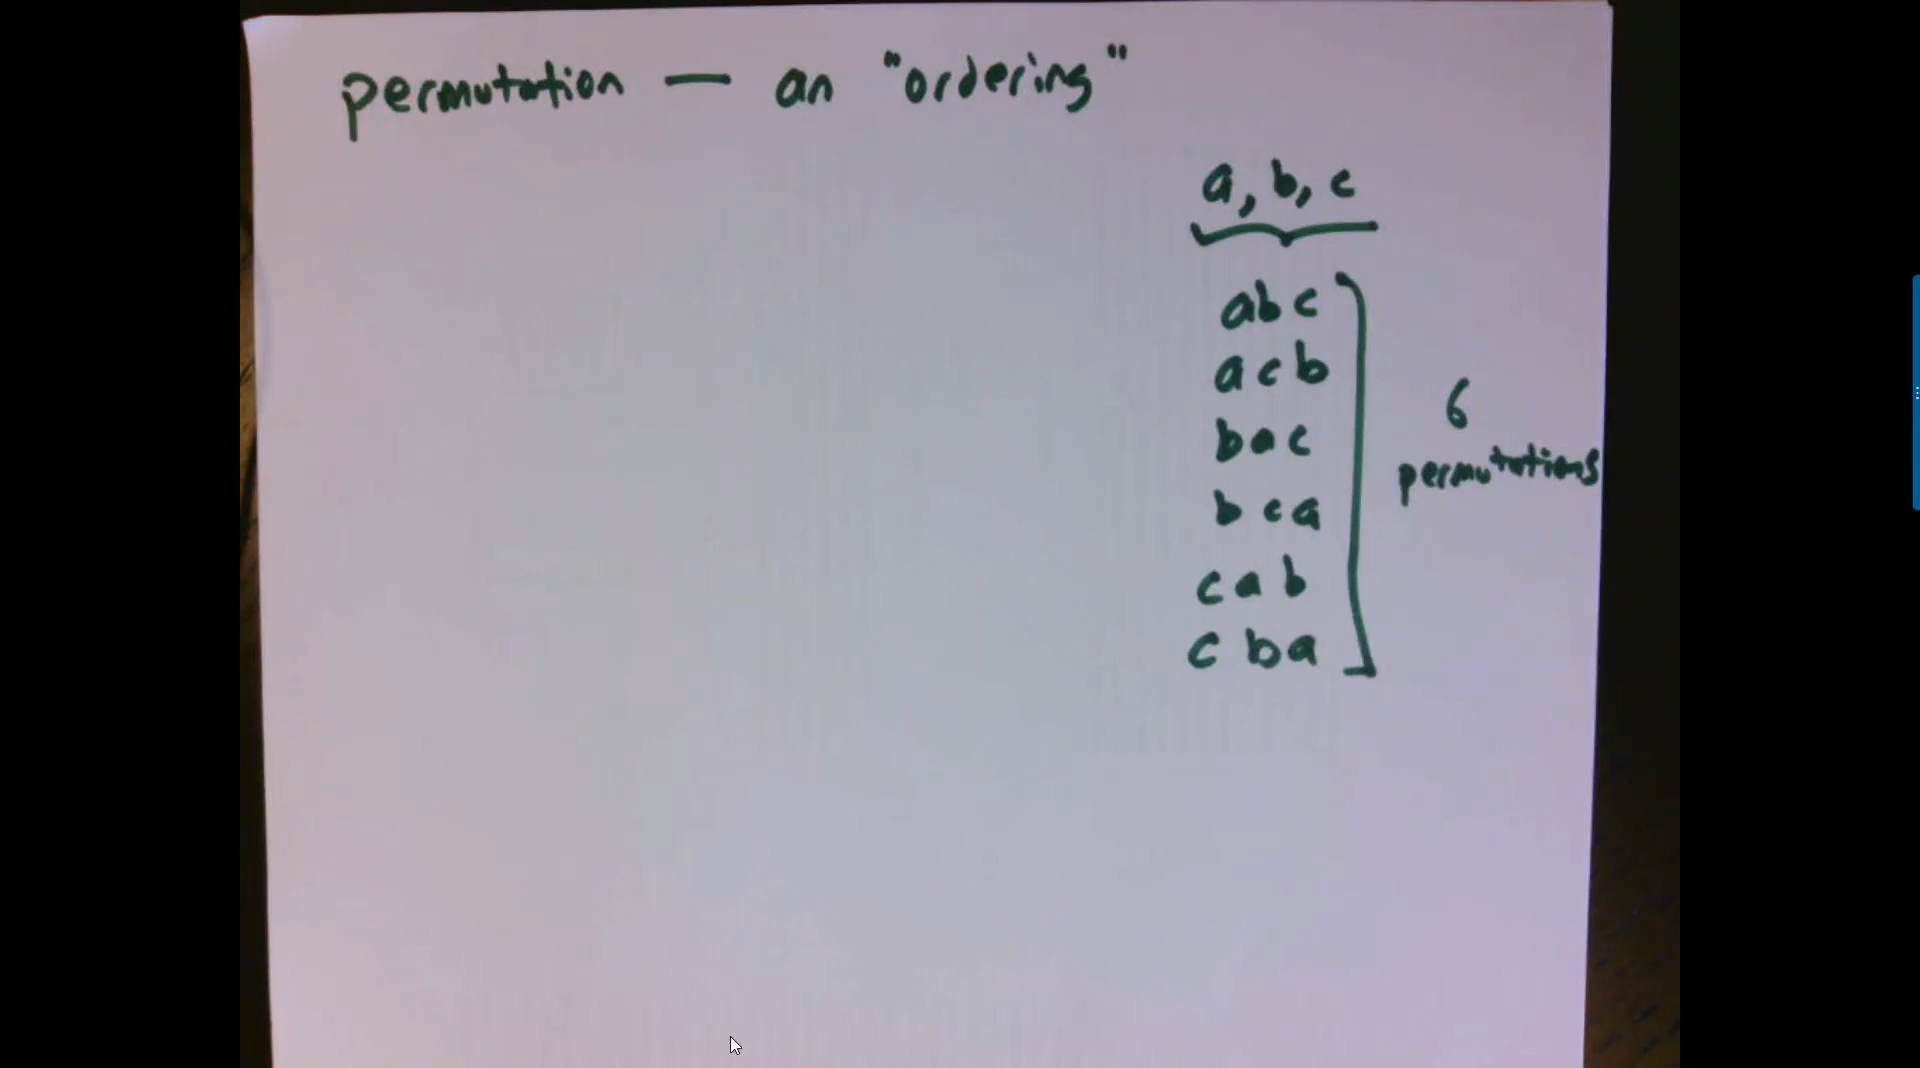 permutation — an "ordering"
a, b, c
abc
acb
bac
bca
cab
cba
6
permutations